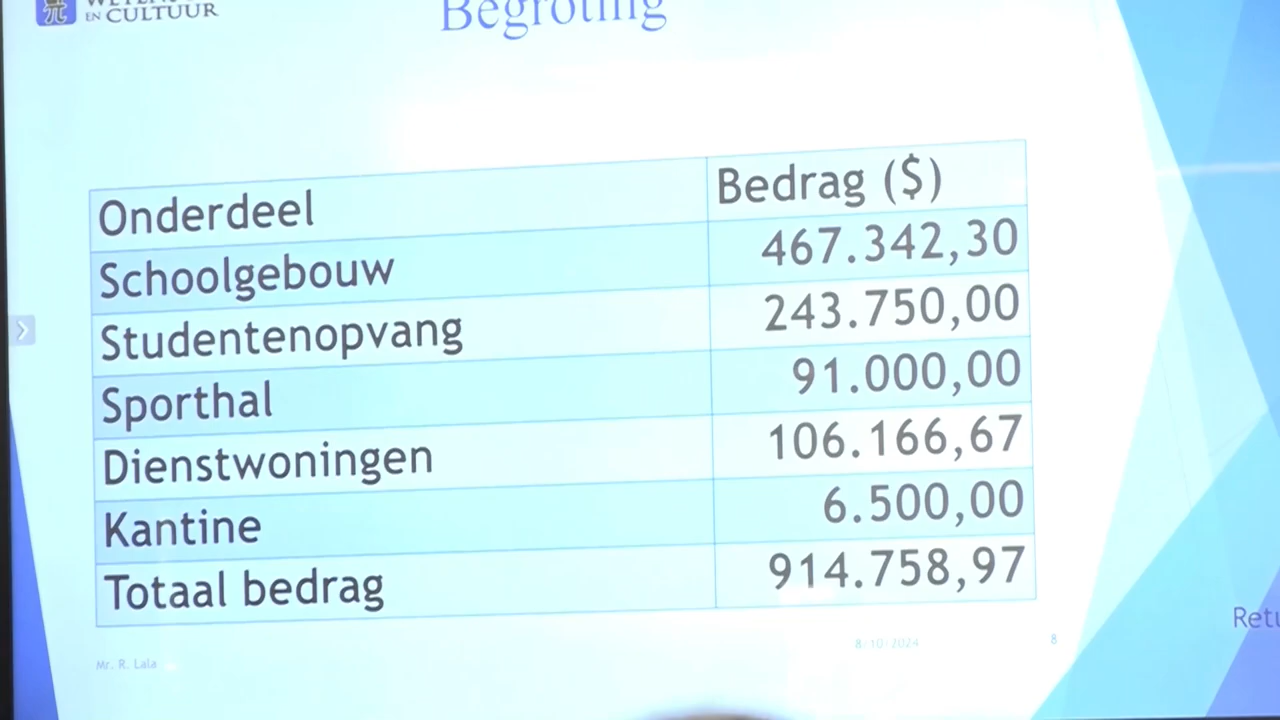 EN CULTUUR
Begroting
Onderdeel Bedrag ($)
Schoolgebouw 467.342,30
Studentenopvang 243.750,00
Sporthal 91.000,00
Dienstwoningen 106.166,67
Kantine 6.500,00
Totaal bedrag 914.758,97
Mr. R. Lala 8/10/2024 8